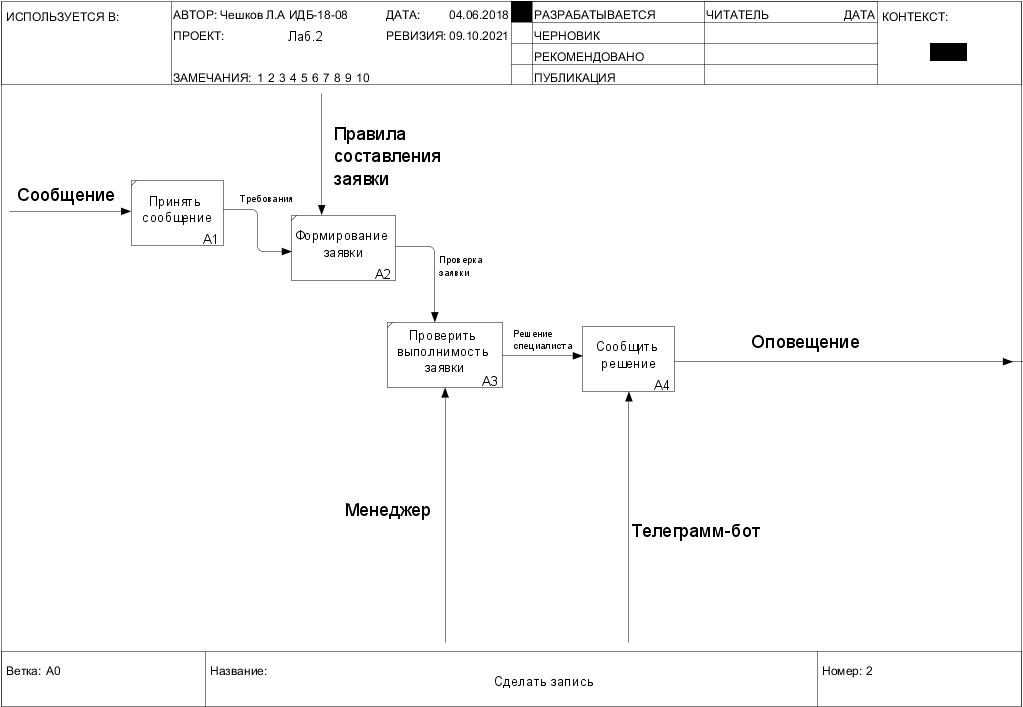 ИСПОЛЬЗУЕТСЯ В:
АВТОР: Чешков Л.А ИДБ-18-08
ДАТА: 04.06.2018
РАЗРАБАТЫВАЕТСЯ
ЧИТАТЕЛЬ
ДАТА
КОНТЕКСТ:
ПРОЕКТ: Лаб.2
РЕВИЗИЯ: 09.10.2021
ЧЕРНОВИК
РЕКОМЕНДОВАНО
ЗАМЕЧАНИЯ: 1 2 3 4 5 6 7 8 9 10
ПУБЛИКАЦИЯ
Правила
составления
заявки
Сообщение
Принять
сообщение
A1
Требования
Формирование
заявки
A2
Проверка
заявки
Проверить
выполнимость
заявки
A3
Решение
специалиста
Сообщить
решение
A4
Оповещение
Менеджер
Телеграмм-бот
Ветка: A0
Название:
Сделать запись
Номер: 2